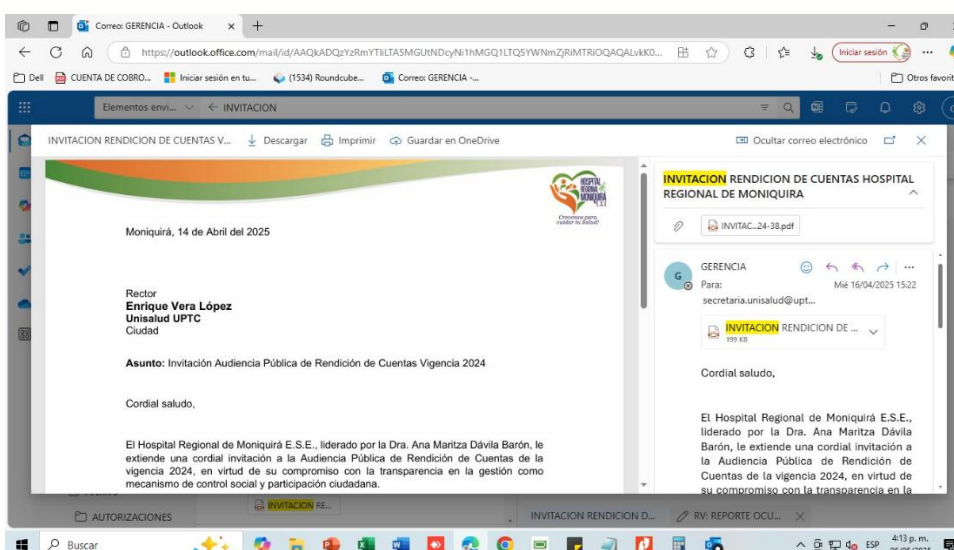 Correo: GERENCIA - Outlook
https://outlook.office.com/mail/id/AAQkADQzYzRmYTliLTA5MGUtNDcyNi1hMGQ1LTQ5YWNmZjRiMTRiOQAQALvkK0...
Iniciar sesión
Dell
CUENTA DE COBRO...
Iniciar sesión en tu...
(1534) Roundcube...
Correo: GERENCIA -...
Otros favorit
Elementos envi...
INVITACION
INVITACION RENDICION DE CUENTAS V...
Descargar
Imprimir
Guardar en OneDrive
Ocultar correo electrónico
HOSPITAL
REGIONAL
MONIQUIRÁ
E.S.E
Crecemos para
cuidar tu Salud!
Moniquirá, 14 de Abril del 2025
Rector
Enrique Vera López
Unisalud UPTC
Ciudad
Asunto: Invitación Audiencia Pública de Rendición de Cuentas Vigencia 2024
Cordial saludo,
El Hospital Regional de Moniquirá E.S.E., liderado por la Dra. Ana Maritza Dávila Barón, le
extiende una cordial invitación a la Audiencia Pública de Rendición de Cuentas de la
vigencia 2024, en virtud de su compromiso con la transparencia en la gestión como
mecanismo de control social y participación ciudadana.
INVITACION RENDICION DE CUENTAS HOSPITAL
REGIONAL DE MONIQUIRA
INVITAC...24-38.pdf
G
GERENCIA
Para:
Mié 16/04/2025 15:22
secretaria.unisalud@upt...
INVITACION RENDICION DE ...
199 KB
Cordial saludo,
El Hospital Regional de Moniquirá E.S.E.,
liderado por la Dra. Ana Maritza Dávila
Barón, le extiende una cordial invitación a
la Audiencia Pública de Rendición de
Cuentas de la vigencia 2024, en virtud de
su compromiso con la transparencia en la
AUTORIZACIONES
INVITACION RE...
INVITACION RENDICION D...
RV: REPORTE OCU...
Buscar
ESP
4:13 p. m.
06/05/2025